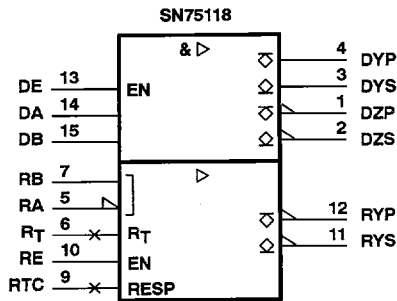 SN75118
& ▷
DE 13 EN
DA 14
DB 15
4 DYP
3 DYS
1 DZP
2 DZS
RB 7
RA 5
RT 6 RT
RE 10 EN
RTC 9 RESP
▷
12 RYP
11 RYS